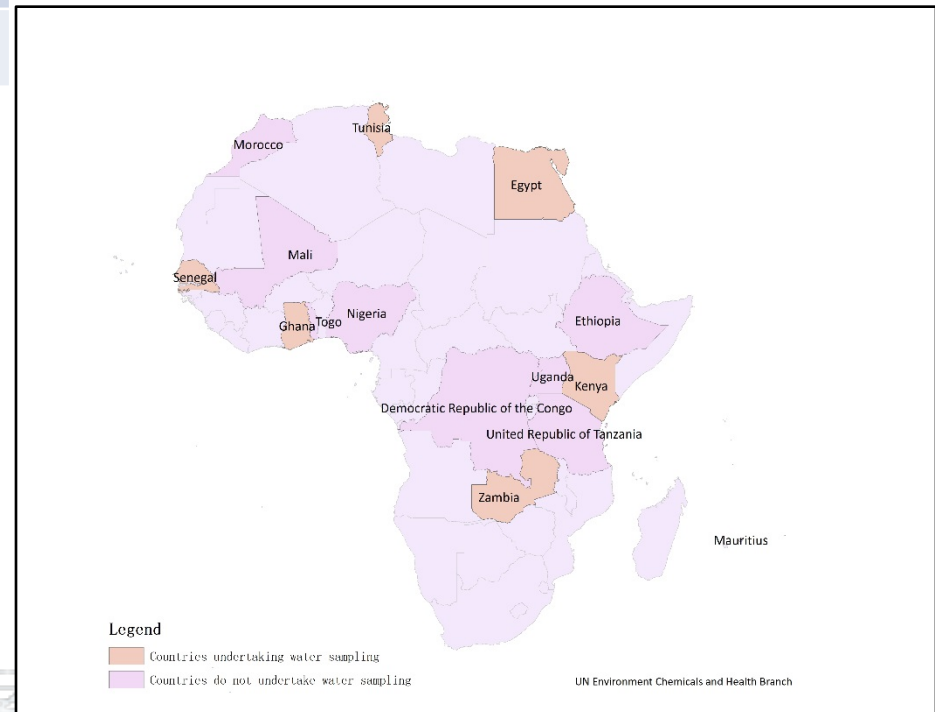 Tunisia
Morocco
Egypt
Mali
Senegal
Nigeria
Ghana
Togo
Ethiopia
Uganda
Kenya
Democratic Republic of the Congo
United Republic of Tanzania
Zambia
Mauritius
Legend
Countries undertaking water sampling
Countries do not undertake water sampling
UN Environment Chemicals and Health Branch